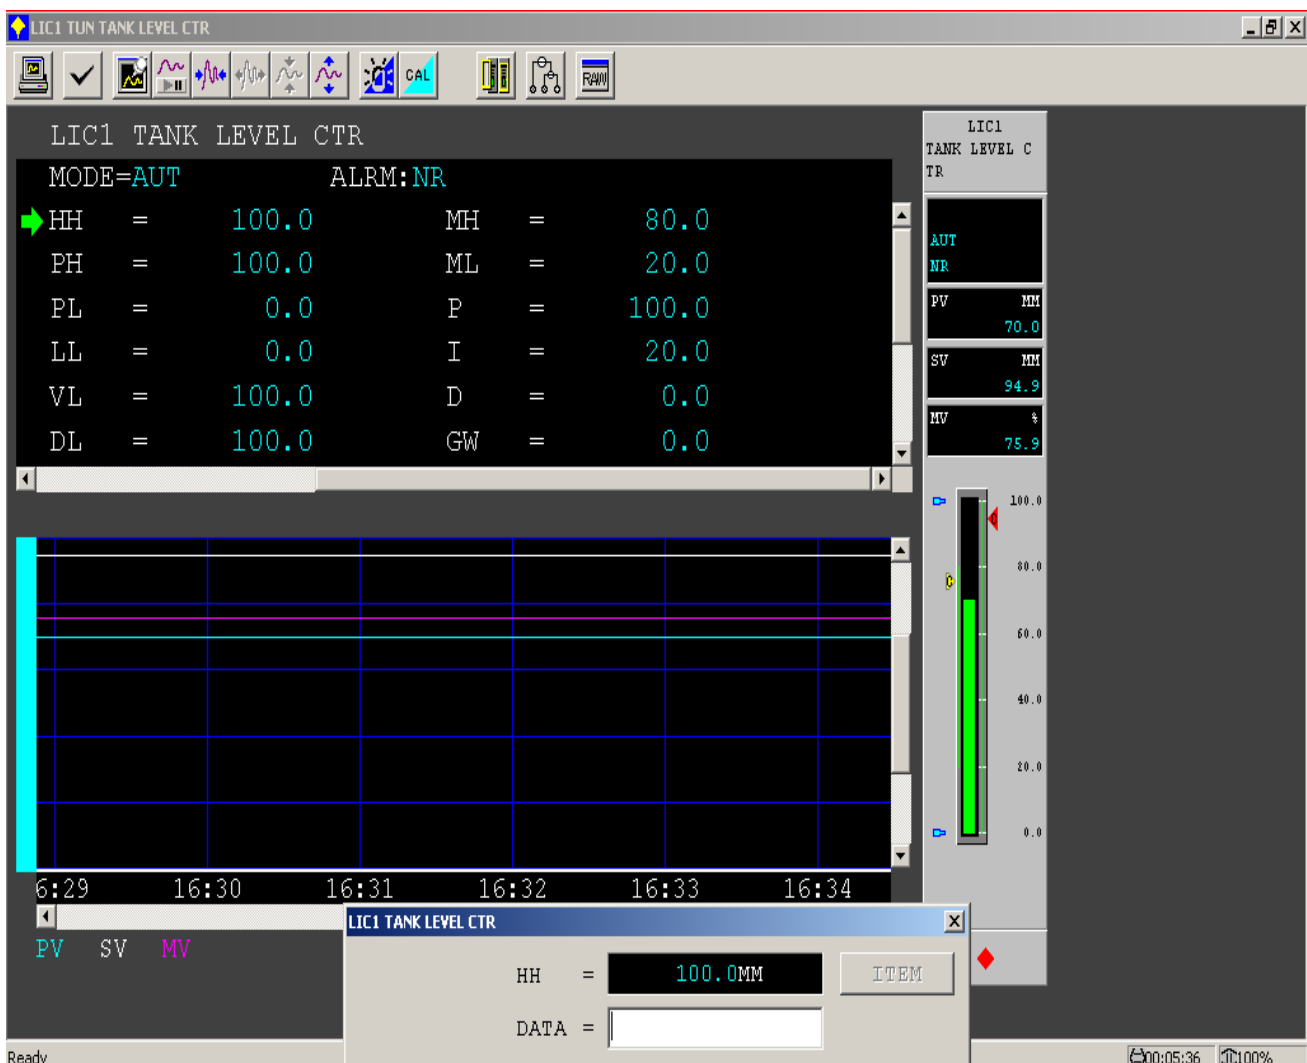 LIC1 TUN TANK LEVEL CTR
CAL
RAW
LIC1 TANK LEVEL CTR
MODE=AUT ALRM:NR
HH = 100.0 MH = 80.0
PH = 100.0 ML = 20.0
PL = 0.0 P = 100.0
LL = 0.0 I = 20.0
VL = 100.0 D = 0.0
DL = 100.0 GW = 0.0
LIC1
TANK LEVEL C
TR
AUT
NR
PV MM
70.0
SV MM
94.9
MV %
75.9
100.0
80.0
60.0
40.0
20.0
0.0
6:29 16:30 16:31 16:32 16:33 16:34
PV SV MV
LIC1 TANK LEVEL CTR
HH = 100.0MM ITEM
DATA =
Ready 00:05:36 100%